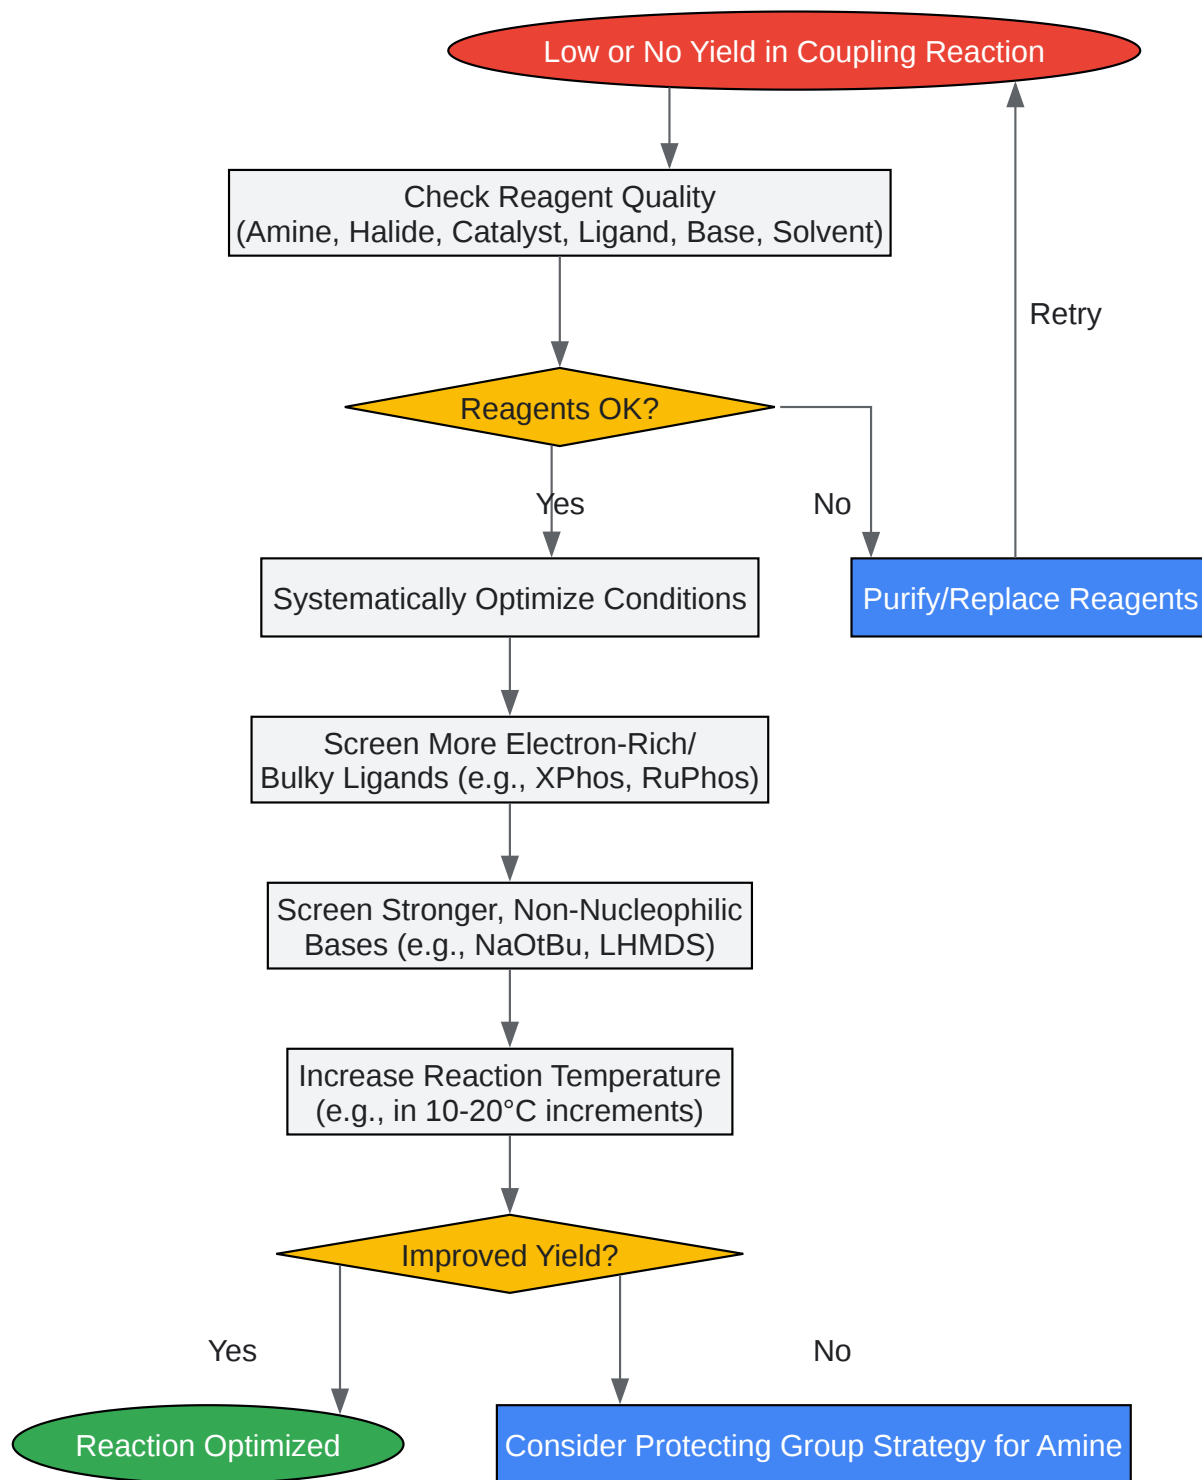 Low or No Yield in Coupling Reaction
Check Reagent Quality
(Amine, Halide, Catalyst, Ligand, Base, Solvent)
Retry
Reagents OK?
Yes
No
Systematically Optimize Conditions
Purify/Replace Reagents
Screen More Electron-Rich/
Bulky Ligands (e.g., XPhos, RuPhos)
Screen Stronger, Non-Nucleophilic
Bases (e.g., NaOtBu, LHMDS)
Increase Reaction Temperature
(e.g., in 10-20°C increments)
Improved Yield?
Yes
No
Reaction Optimized
Consider Protecting Group Strategy for Amine